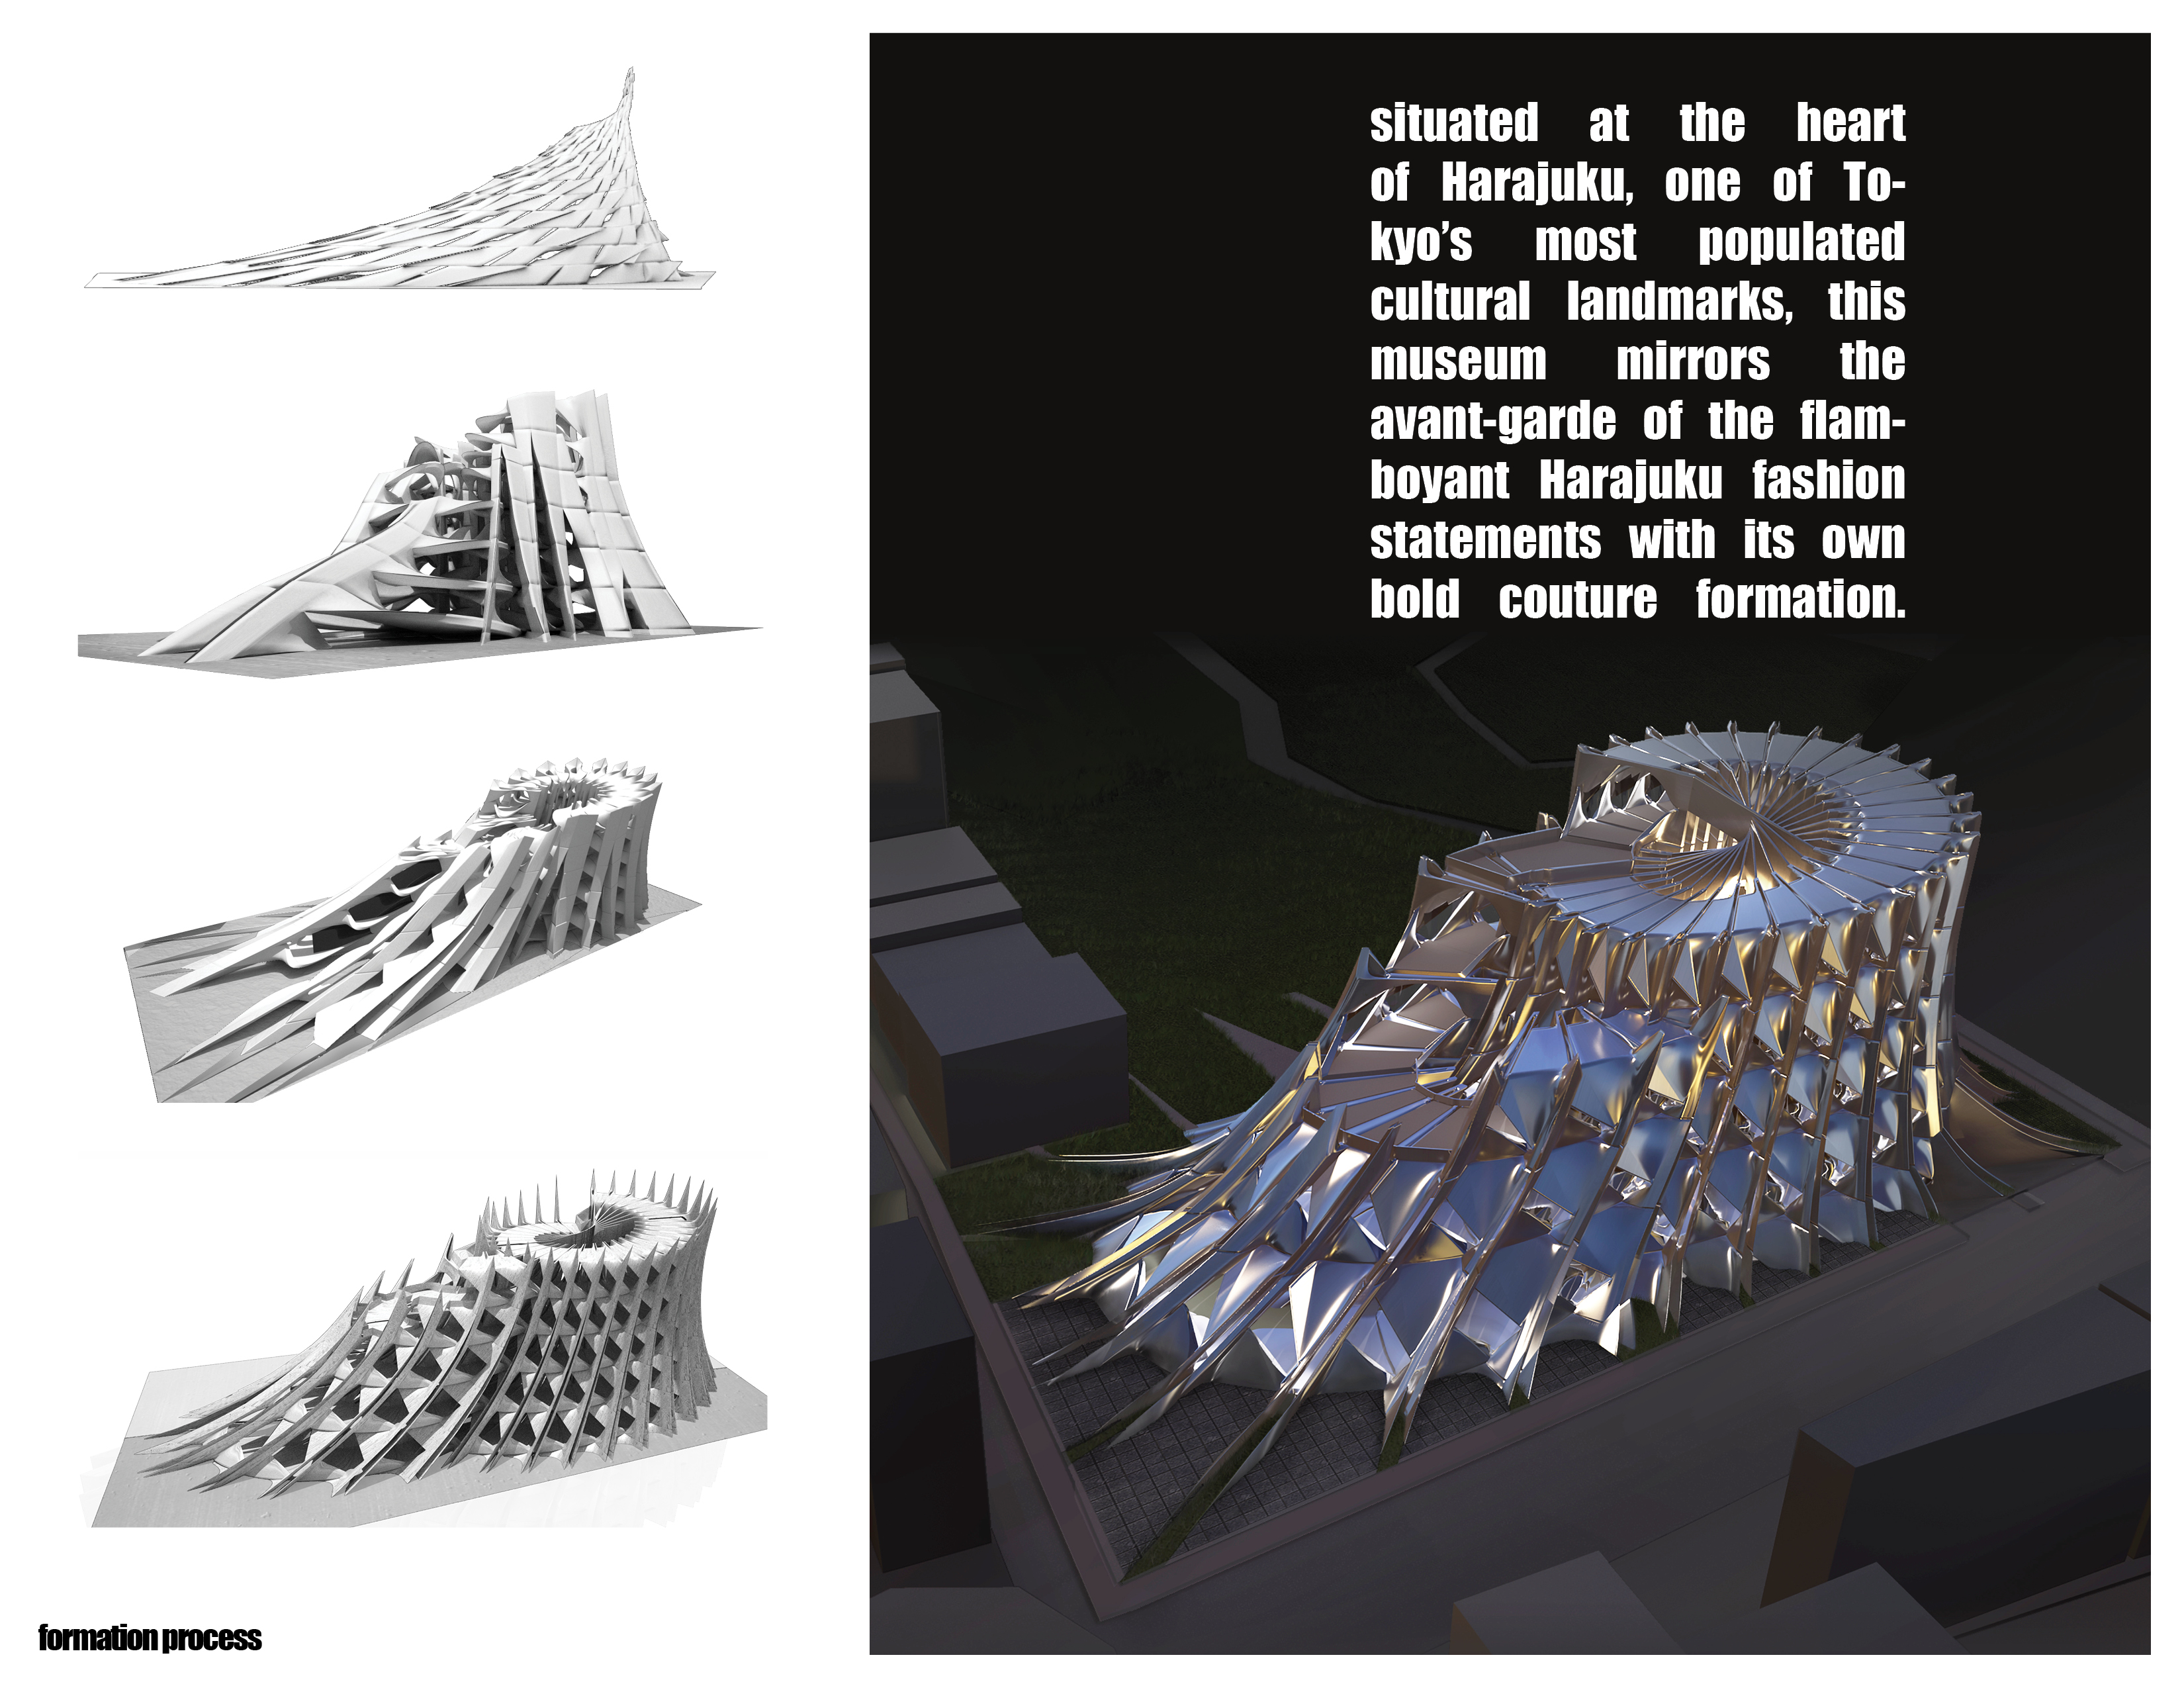 situated at the heart
of Harajuku, one of To-
kyo’s most populated
cultural landmarks, this
museum mirrors the
avant-garde of the flam-
boyant Harajuku fashion
statements with its own
bold couture formation.
formation process